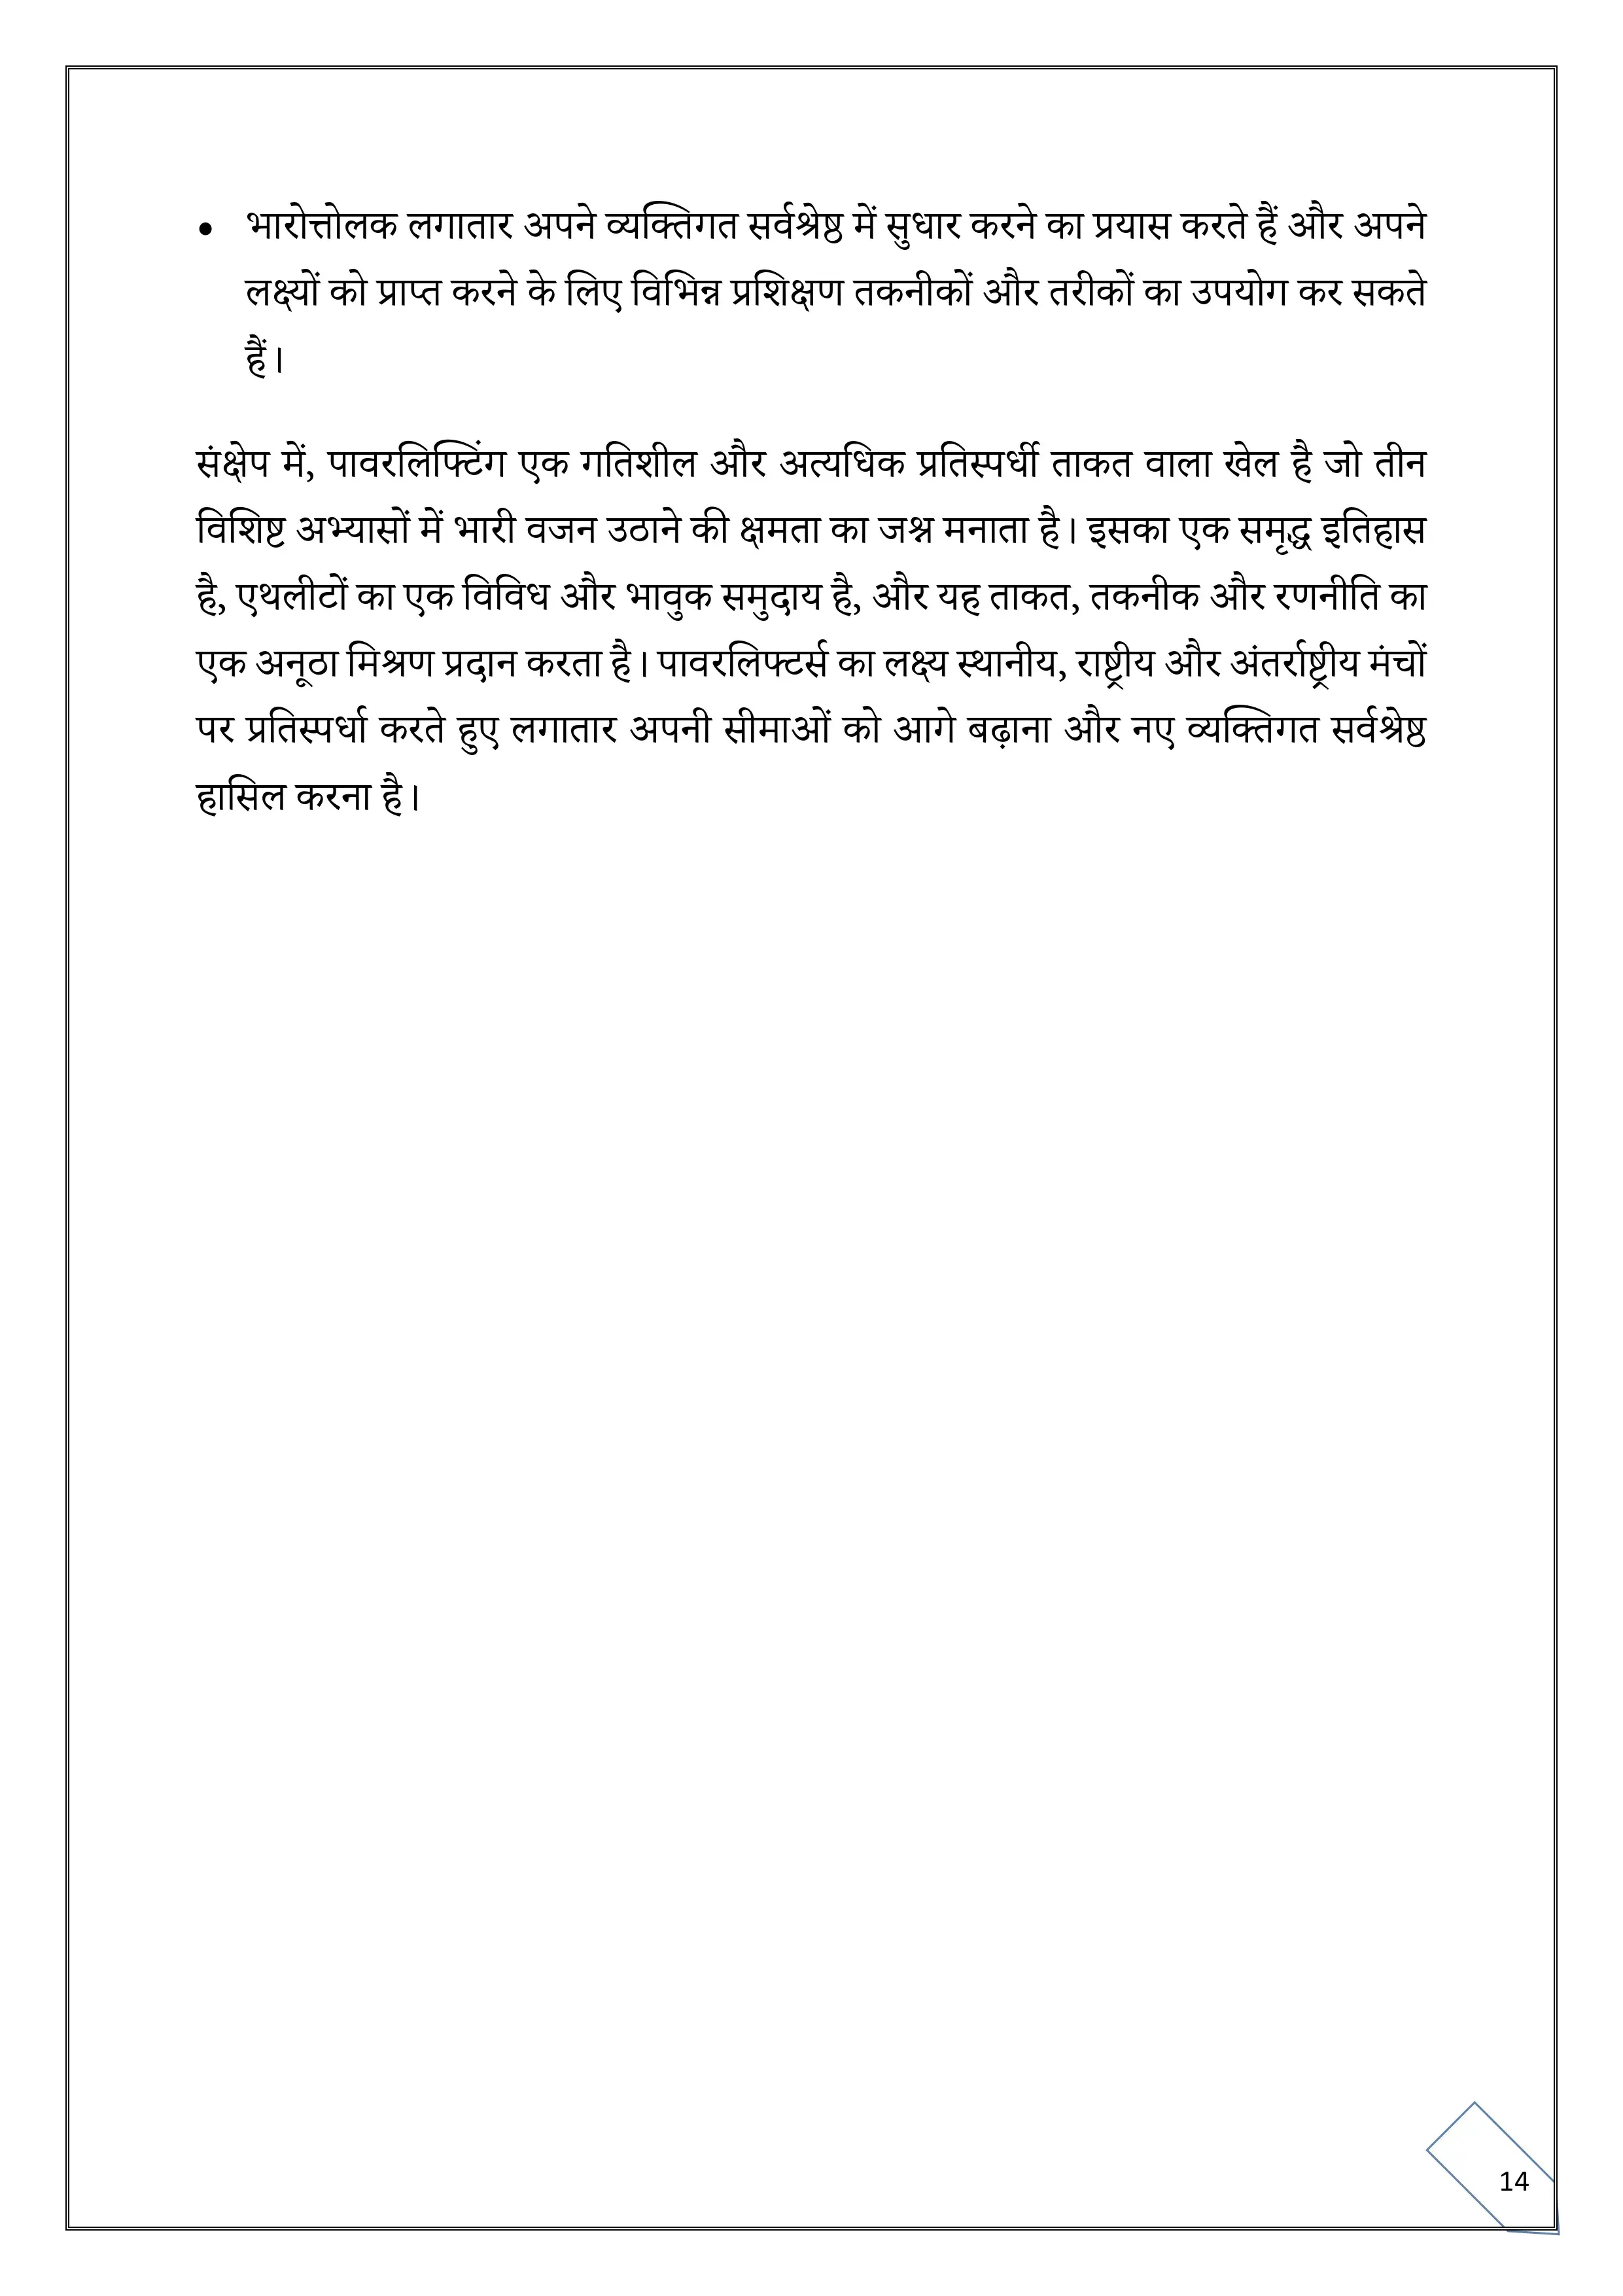 • भारोत्तोलक लगातार अपने व्यक्तिगत सर्वश्रेष्ठ में सुधार करने का प्रयास करते हैं और अपने
लक्ष्यों को प्राप्त करने के लिए विभिन्न प्रशिक्षण तकनीकों और तरीकों का उपयोग कर सकते
हैं।
संक्षेप में, पावरलिफ्टिंग एक गतिशील और अत्यधिक प्रतिस्पर्धी ताकत वाला खेल है जो तीन
विशिष्ट अभ्यासों में भारी वजन उठाने की क्षमता का जश्न मनाता है। इसका एक समृद्ध इतिहास
है, एथलीटों का एक विविध और भावुक समुदाय है, और यह ताकत, तकनीक और रणनीति का
एक अनूठा मिश्रण प्रदान करता है। पावरलिफ्टर्स का लक्ष्य स्थानीय, राष्ट्रीय और अंतर्राष्ट्रीय मंचों
पर प्रतिस्पर्धा करते हुए लगातार अपनी सीमाओं को आगे बढ़ाना और नए व्यक्तिगत सर्वश्रेष्ठ
हासिल करना है।
14